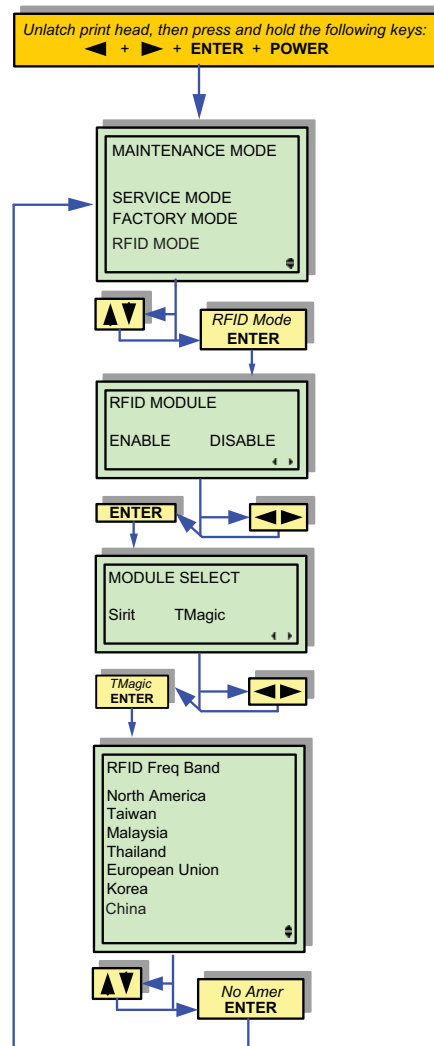 Unlatch print head, then press and hold the following keys:
◄ + ► + ENTER + POWER
MAINTENANCE MODE
SERVICE MODE
FACTORY MODE
RFID MODE
RFID Mode
ENTER
RFID MODULE
ENABLE DISABLE
ENTER
MODULE SELECT
Sirit TMagic
TMagic
ENTER
RFID Freq Band
North America
Taiwan
Malaysia
Thailand
European Union
Korea
China
No Amer
ENTER